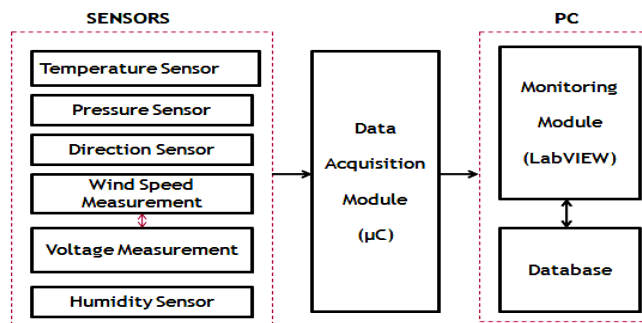 SENSORS
Temperature Sensor
Pressure Sensor
Direction Sensor
Wind Speed
Measurement
Voltage Measurement
Humidity Sensor
Data
Acquisition
Module
(µC)
PC
Monitoring
Module
(LabVIEW)
Database